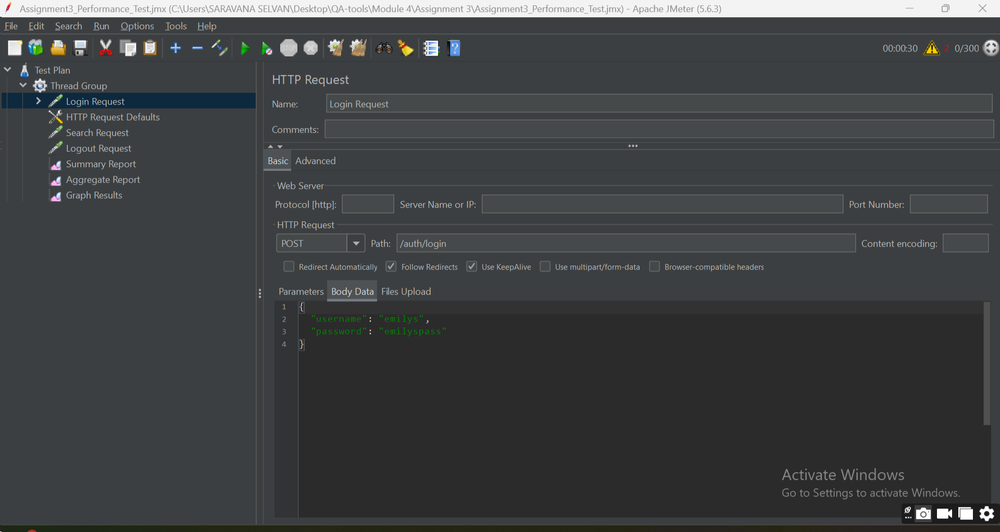 Assignment3_Performance_Test.jmx (C:\Users\SARAVANA SELVAN\Desktop\QA-tools\Module 4\Assignment 3\Assignment3_Performance_Test.jmx) - Apache JMeter (5.6.3)
File Edit Search Run Options Tools Help
STOP
00:00:30 2 0/300
Test Plan
Thread Group
Login Request
HTTP Request Defaults
Search Request
Logout Request
Summary Report
Aggregate Report
Graph Results
HTTP Request
Name: Login Request
Comments:
Basic Advanced
Web Server
Protocol [http]: Server Name or IP: Port Number:
HTTP Request
POST Path: /auth/login Content encoding:
Redirect Automatically Follow Redirects Use KeepAlive Use multipart/form-data Browser-compatible headers
Parameters Body Data Files Upload
1 {
2 "username": "emilys",
3 "password": "emilyspass"
4 }
Activate Windows
Go to Settings to activate Windows.